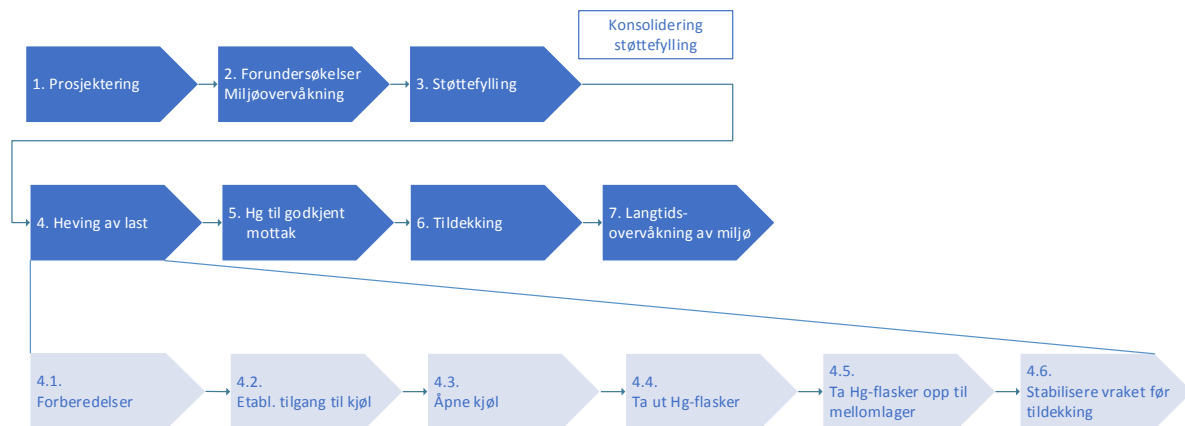 Konsolidering
støttefylling
1. Prosjektering
2. Forundersøkelser
Miljøovervåkning
3. Støttefylling
4. Heving av last
5. Hg til godkjent
mottak
6. Tildekking
7. Langtids-
overvåkning av miljø
4.1.
Forberedelser
4.2.
Etabl. tilgang til kjøl
4.3.
Åpne kjøl
4.4.
Ta ut Hg-flasker
4.5.
Ta Hg-flasker opp til
mellomlager
4.6.
Stabilisere vraket før
tildekking